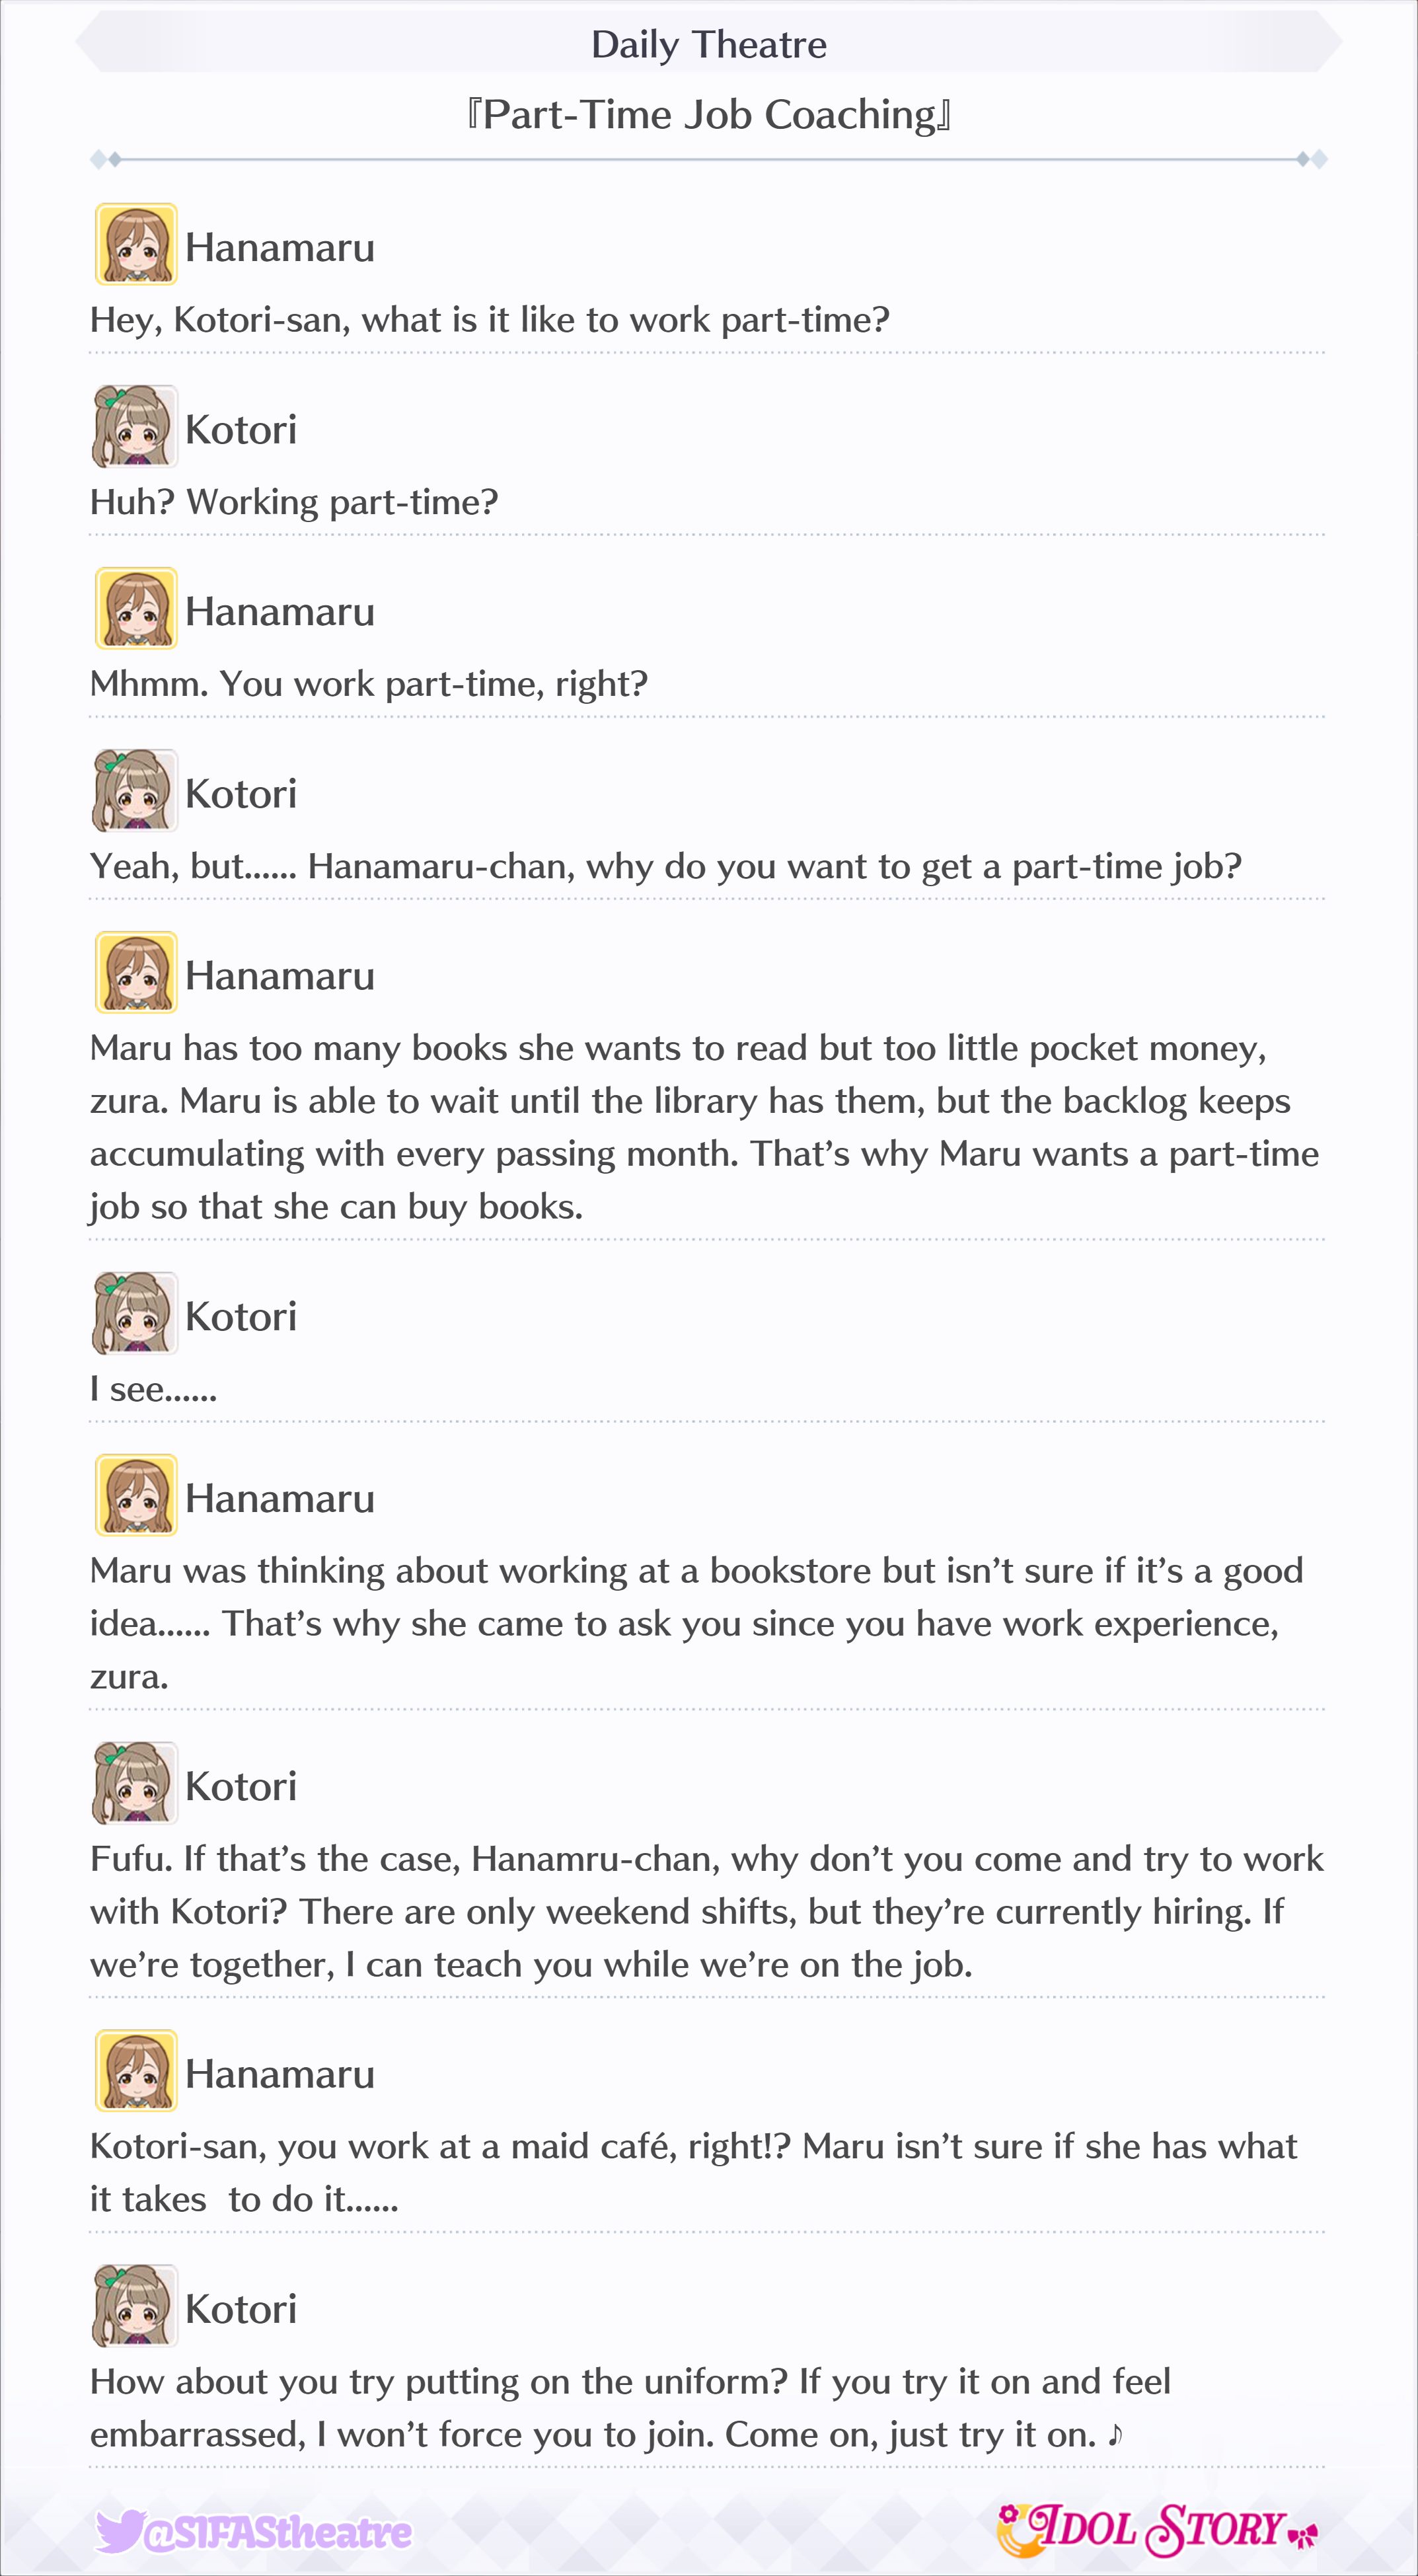 Daily Theatre
『Part-Time Job Coaching』
Hanamaru
Hey, Kotori-san, what is it like to work part-time?
Kotori
Huh? Working part-time?
Hanamaru
Mhmm. You work part-time, right?
Kotori
Yeah, but...... Hanamaru-chan, why do you want to get a part-time job?
Hanamaru
Maru has too many books she wants to read but too little pocket money,
zura. Maru is able to wait until the library has them, but the backlog keeps
accumulating with every passing month. That’s why Maru wants a part-time
job so that she can buy books.
Kotori
I see......
Hanamaru
Maru was thinking about working at a bookstore but isn’t sure if it’s a good
idea...... That’s why she came to ask you since you have work experience,
zura.
Kotori
Fufu. If that’s the case, Hanamru-chan, why don’t you come and try to work
with Kotori? There are only weekend shifts, but they’re currently hiring. If
we’re together, I can teach you while we’re on the job.
Hanamaru
Kotori-san, you work at a maid café, right!? Maru isn’t sure if she has what
it takes  to do it......
Kotori
How about you try putting on the uniform? If you try it on and feel
embarrassed, I won’t force you to join. Come on, just try it on. ♪
@SIFAStheatre
IDOL STORY